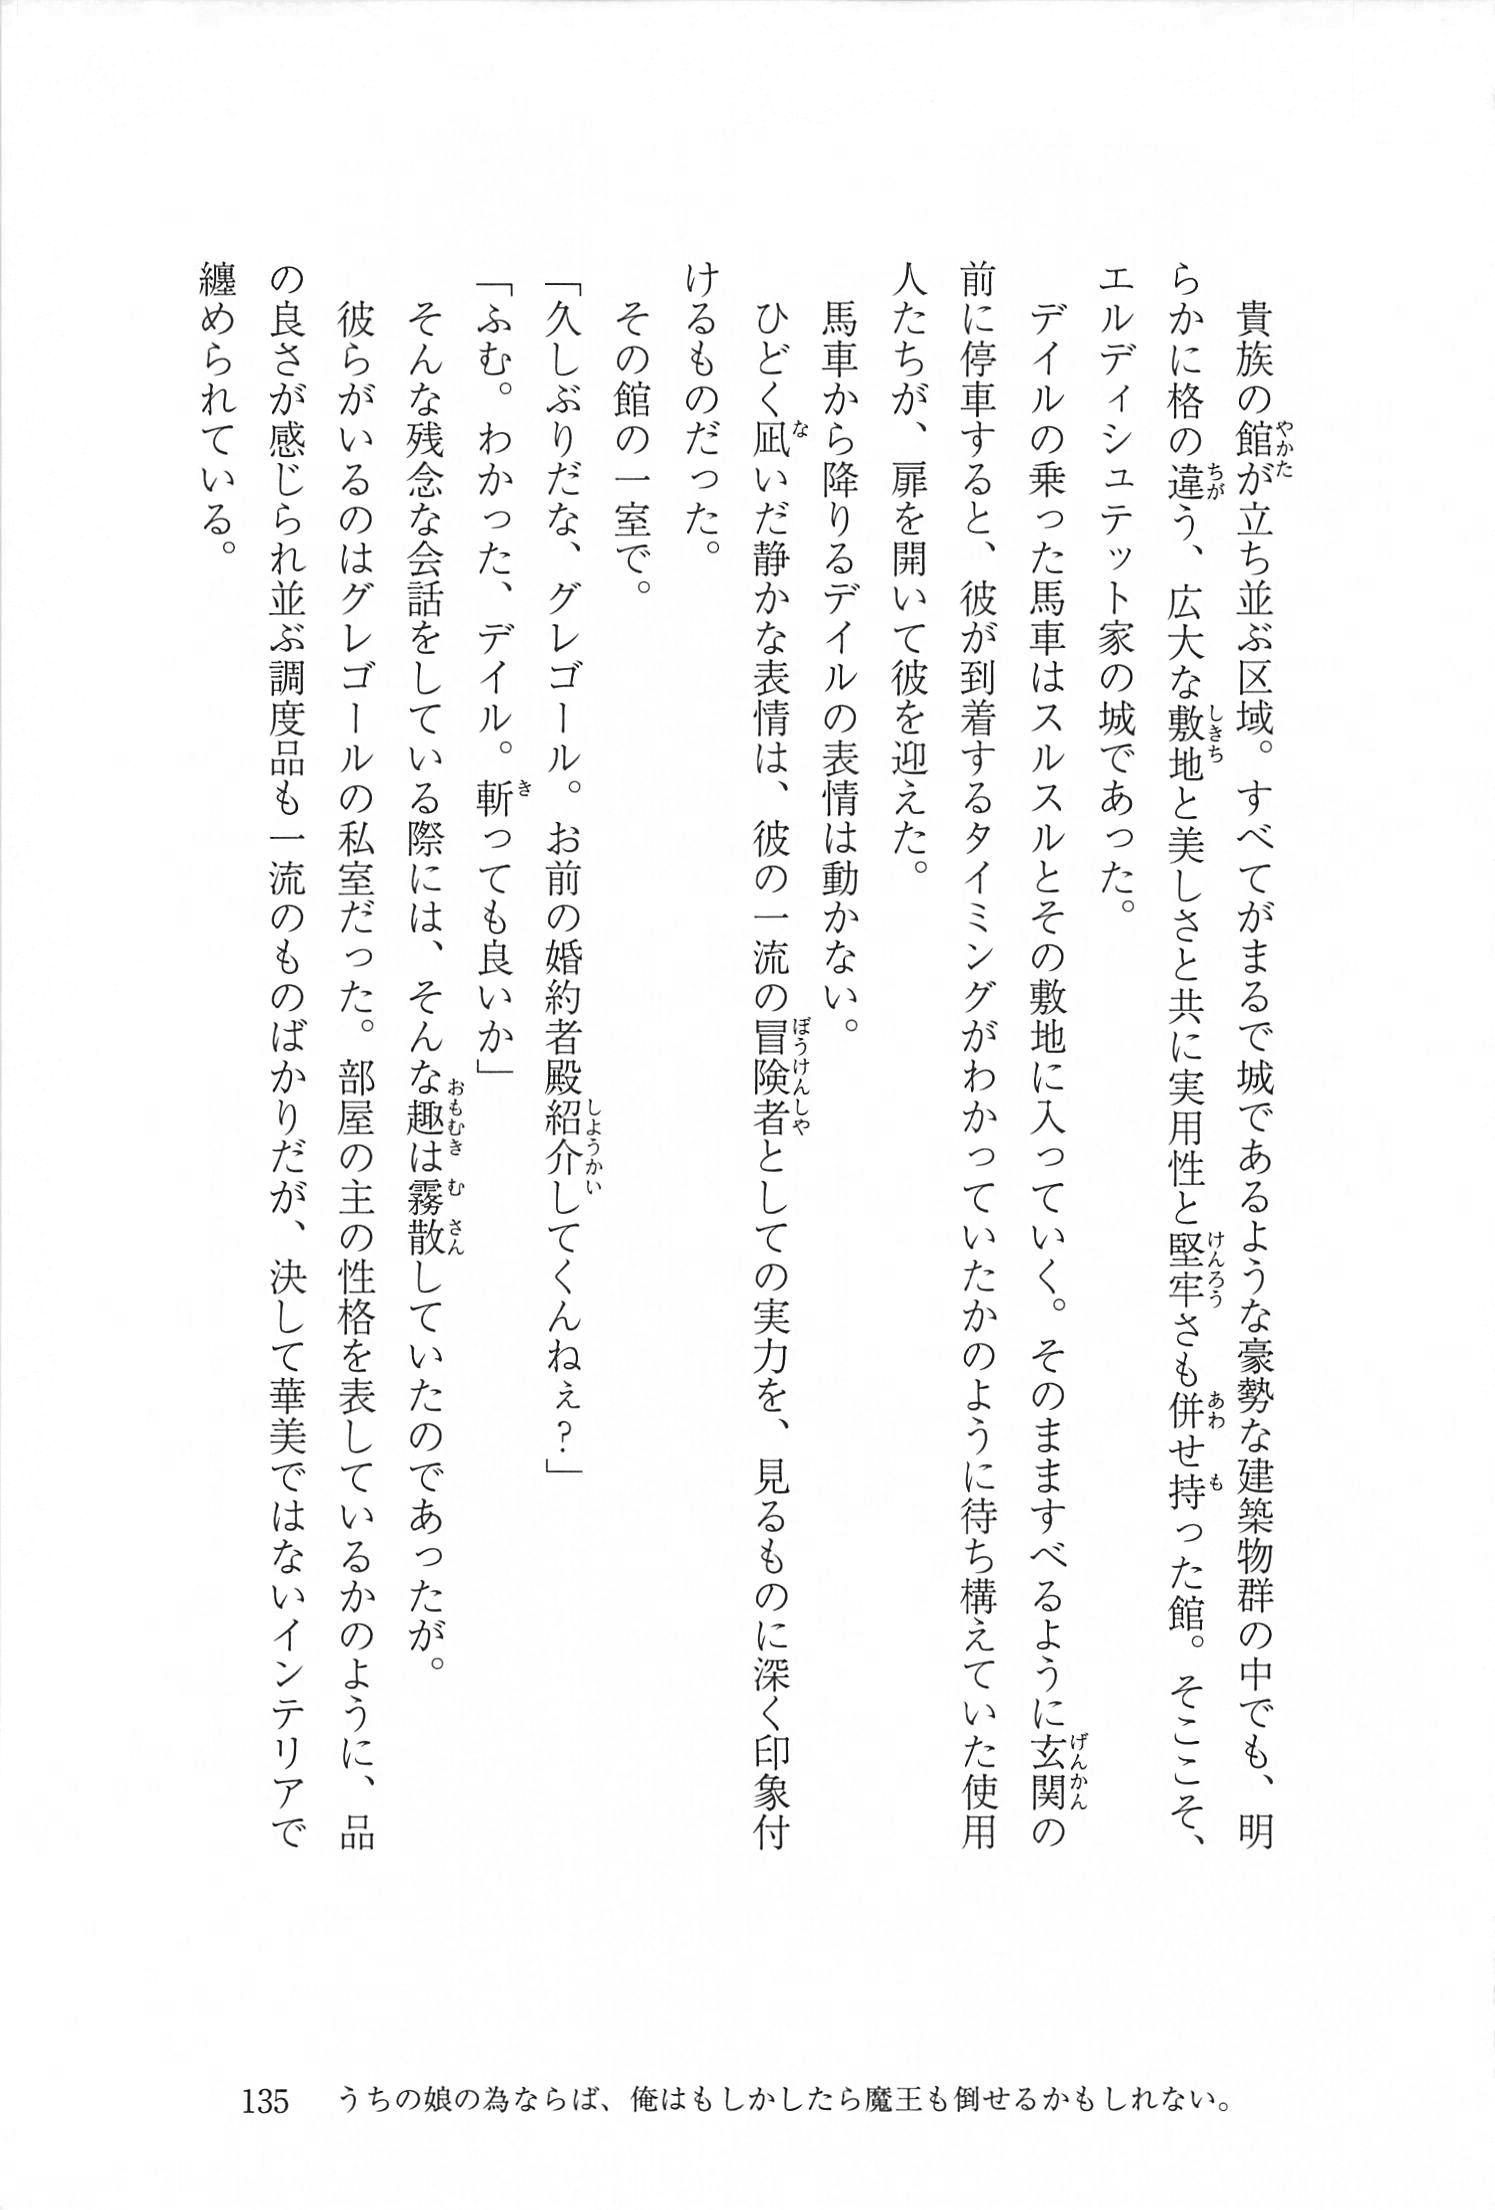 貴族の館が立ち並ぶ区域。すべてがまるで城であるような豪勢な建築物群の中でも、明
らかに格の違う、広大な敷地と美しさと共に実用性と堅牢さも併せ持った館。そここそ、
エルディシュテット家の城であった。
デイルの乗った馬車はスルスルとその敷地に入っていく。そのまますべるように玄関の
前に停車すると、彼が到着するタイミングがわかっていたかのように待ち構えていた使用
人たちが、扉を開いて彼を迎えた。
馬車から降りるデイルの表情は動かない。
ひどく凪いだ静かな表情は、彼の一流の冒険者としての実力を、見るものに深く印象付
けるものだった。
その館の一室で。
「久しぶりだな、グレゴール。お前の婚約者殿紹介してくんねぇ?」
「ふむ。わかった、デイル。斬っても良いか」
そんな残念な会話をしている際には、そんな趣は霧散していたのであったが。
彼らがいるのはグレゴールの私室だった。部屋の主の性格を表しているかのように、品
の良さが感じられ並ぶ調度品も一流のものばかりだが、決して華美ではないインテリアで
纏められている。
135 うちの娘の為ならば、俺はもしかしたら魔王も倒せるかもしれない。